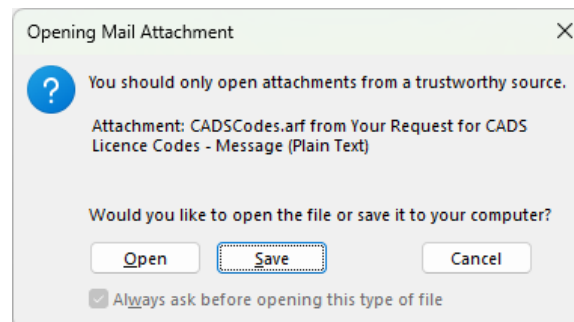 Opening Mail Attachment
You should only open attachments from a trustworthy source.
Attachment: CADSCodes.arf from Your Request for CADS
Licence Codes - Message (Plain Text)
Would you like to open the file or save it to your computer?
Open Save Cancel
Always ask before opening this type of file